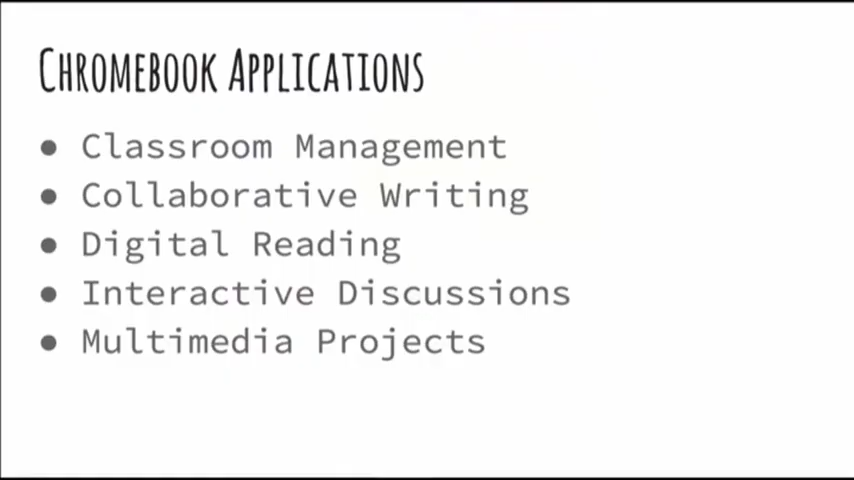 Chromebook Applications
● Classroom Management
● Collaborative Writing
● Digital Reading
● Interactive Discussions
● Multimedia Projects